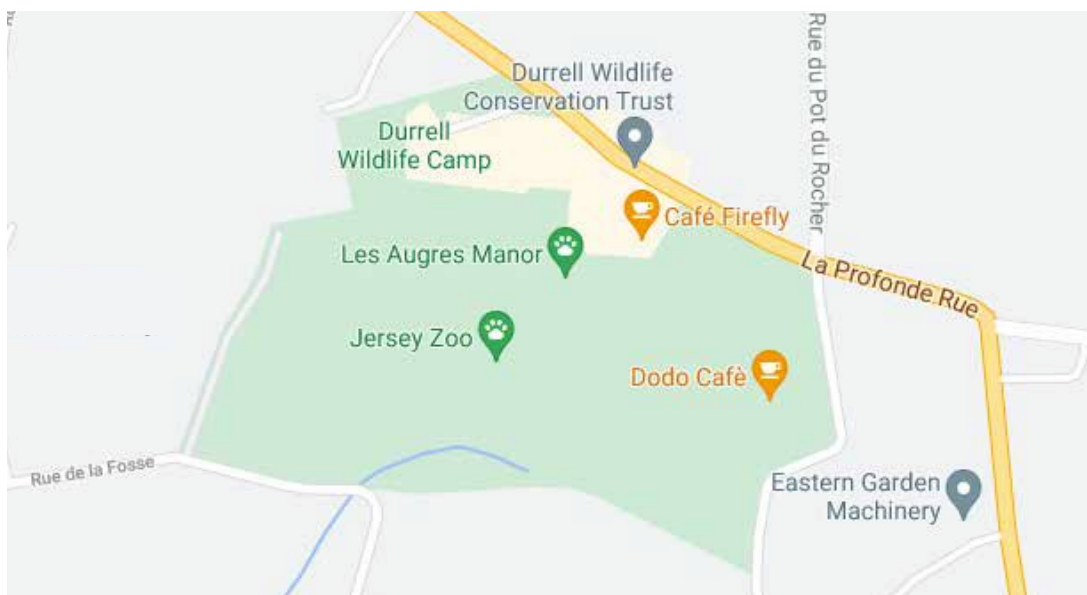 Rue du Pot du Rocher
Durrell Wildlife
Conservation Trust
Durrell
Wildlife Camp
Café Firefly
Les Augres Manor
La Profonde Rue
Jersey Zoo
Dodo Cafè
Rue de la Fosse
Eastern Garden
Machinery